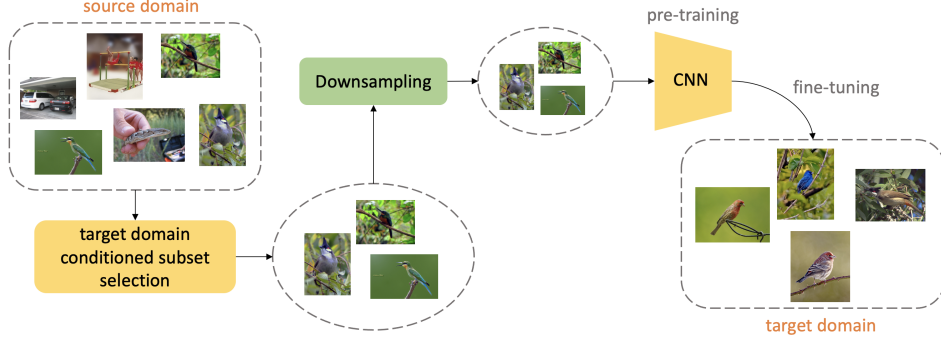 source domain
target domain
conditioned subset
selection
Downsampling
pre-training
CNN
fine-tuning
target domain